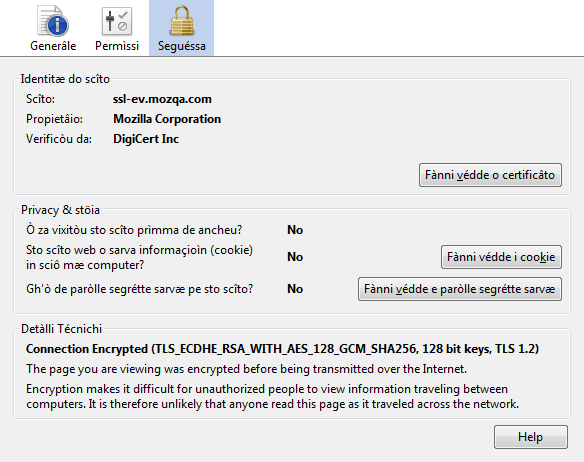 Generâle Permìssi Seguéssa
Identitæ do scîto
Scîto: ssl-ev.mozqa.com
Propietâio: Mozilla Corporation
Verificòu da: DigiCert Inc
Fànni védde o certificâto
Privacy & stöia
Ò za vixitòu sto scîto prìmma de ancheu? No
Sto scîto web o sarva informaçioìn (cookie)
in sciô mæ computer? No Fànni védde i cookie
Gh'ò de paròlle segrétte sarvæ pe sto scîto? No Fànni védde e paròlle segrétte sarvæ
Detàlli Técnichi
Connection Encrypted (TLS_ECDHE_RSA_WITH_AES_128_GCM_SHA256, 128 bit keys, TLS 1.2)
The page you are viewing was encrypted before being transmitted over the Internet.
Encryption makes it difficult for unauthorized people to view information traveling between
computers. It is therefore unlikely that anyone read this page as it traveled across the network.
Help